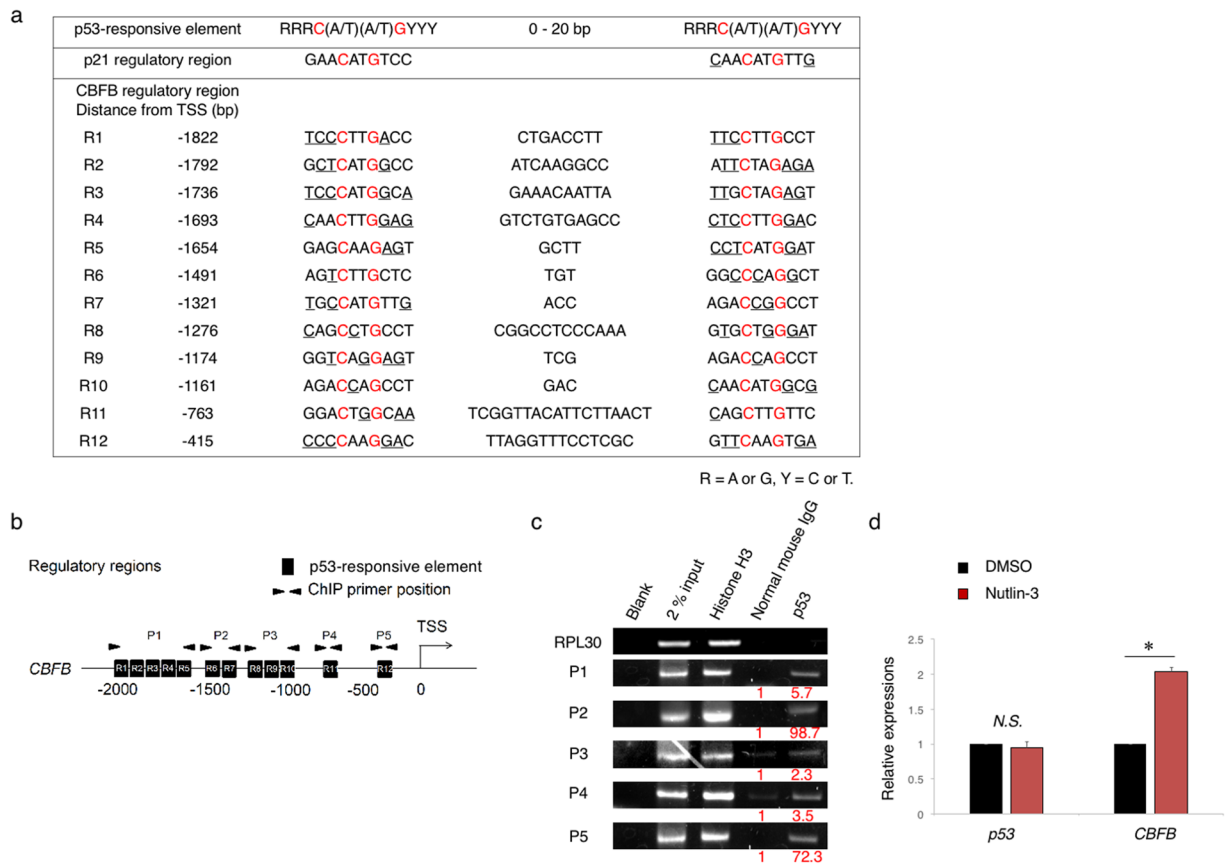 a
p53-responsive element RRRC(A/T)(A/T)GYYY 0 - 20 bp RRRC(A/T)(A/T)GYYY
p21 regulatory region GAACATGTCC CAACATGTTG
CBFB regulatory region
Distance from TSS (bp)
R1 -1822 TCCCTTGACC CTGACCTT TTCCTTGCCT
R2 -1792 GCTCATGGCC ATCAAGGCC ATTCTAGAGA
R3 -1736 TCCCATGGCA GAAACAATTA TTGCTAGAGT
R4 -1693 CAACTTGGAG GTCTGTGAGCC CTCCTTGGAC
R5 -1654 GAGCAAGAGT GCTT CCTCATGGAT
R6 -1491 AGTCTTGCTC TGT GGCCCAGGCT
R7 -1321 TGCCATGTTG ACC AGACCGGCCT
R8 -1276 CAGCCTGCCT CGGCCTCCCAAA GTGCTGGGAT
R9 -1174 GGTCAGGAGT TCG AGACCAGCCT
R10 -1161 AGACCAGCCT GAC CAACATGGCG
R11 -763 GGACTGGCAA TCGGTTACATTCTTAACT CAGCTTGTTC
R12 -415 CCCCAAGGAC TTAGGTTTCCTCGC GTTCAAGTGA
R = A or G, Y = C or T.
b
Regulatory regions
p53-responsive element
ChIP primer position
P1 P2 P3 P4 P5 TSS
CBFB R1 R2 R3 R4 R5 R6 R7 R8 R9 R10 R11 R12
-2000 -1500 -1000 -500 0
c
Blank 2 % input Histone H3 Normal mouse IgG p53
RPL30
P1
1 5.7
P2
1 98.7
P3
1 2.3
P4
1 3.5
P5
1 72.3
d
DMSO
Nutlin-3
Relative expressions
2.5
2
1.5
1
0.5
0
N.S.
*
p53 CBFB